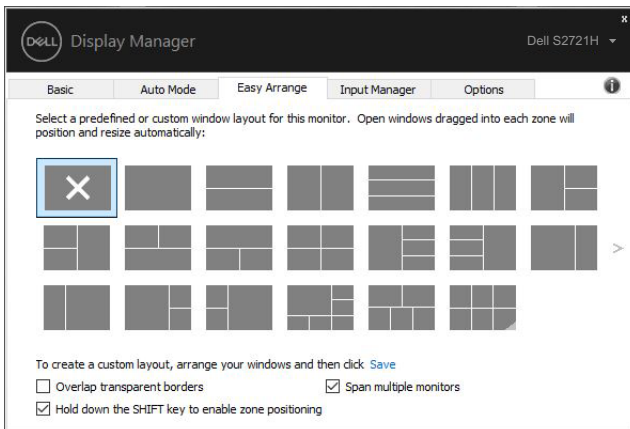 x
DELL Display Manager Dell S2721H
Basic Auto Mode Easy Arrange Input Manager Options i
Select a predefined or custom window layout for this monitor. Open windows dragged into each zone will
position and resize automatically:
To create a custom layout, arrange your windows and then click Save
Overlap transparent borders Span multiple monitors
Hold down the SHIFT key to enable zone positioning